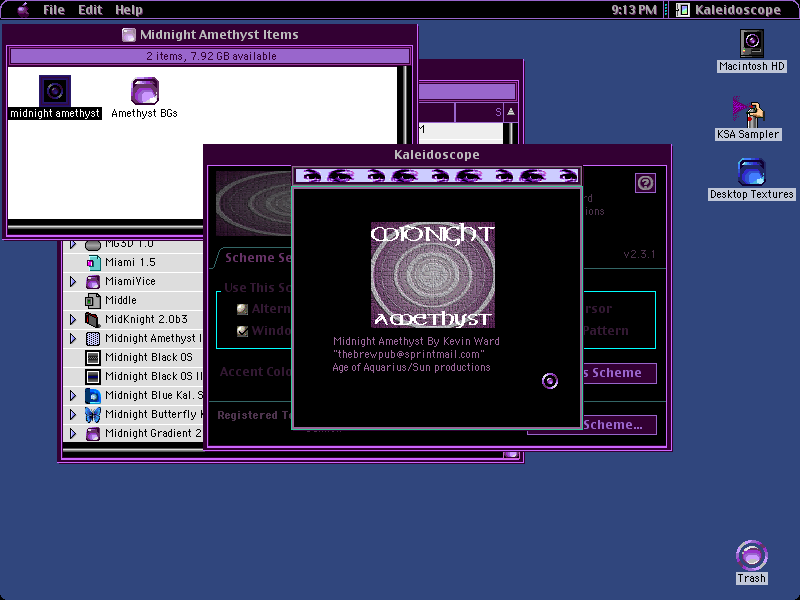 File Edit Help
9:13 PM
Kaleidoscope
Midnight Amethyst Items
2 items, 7.92 GB available
midnight amethyst
Amethyst BGs
Macintosh HD
KSA Sampler
Desktop Textures
S
Kaleidoscope
v2.3.1
Scheme Se
Use This Sc
Altern
Windo
Accent Colo
Registered T
rsor
Pattern
s Scheme
Scheme...
MIDNIGHT
AMETHYST
Midnight Amethyst By Kevin Ward
"thebrewpub@sprintmail.com"
Age of Aquarius/Sun productions
MG3D 1.0
Miami 1.5
MiamiVice
Middle
MidKnight 2.0b3
Midnight Amethyst I
Midnight Black OS
Midnight Black OS II
Midnight Blue Kal. S
Midnight Butterfly K
Midnight Gradient 2
Trash